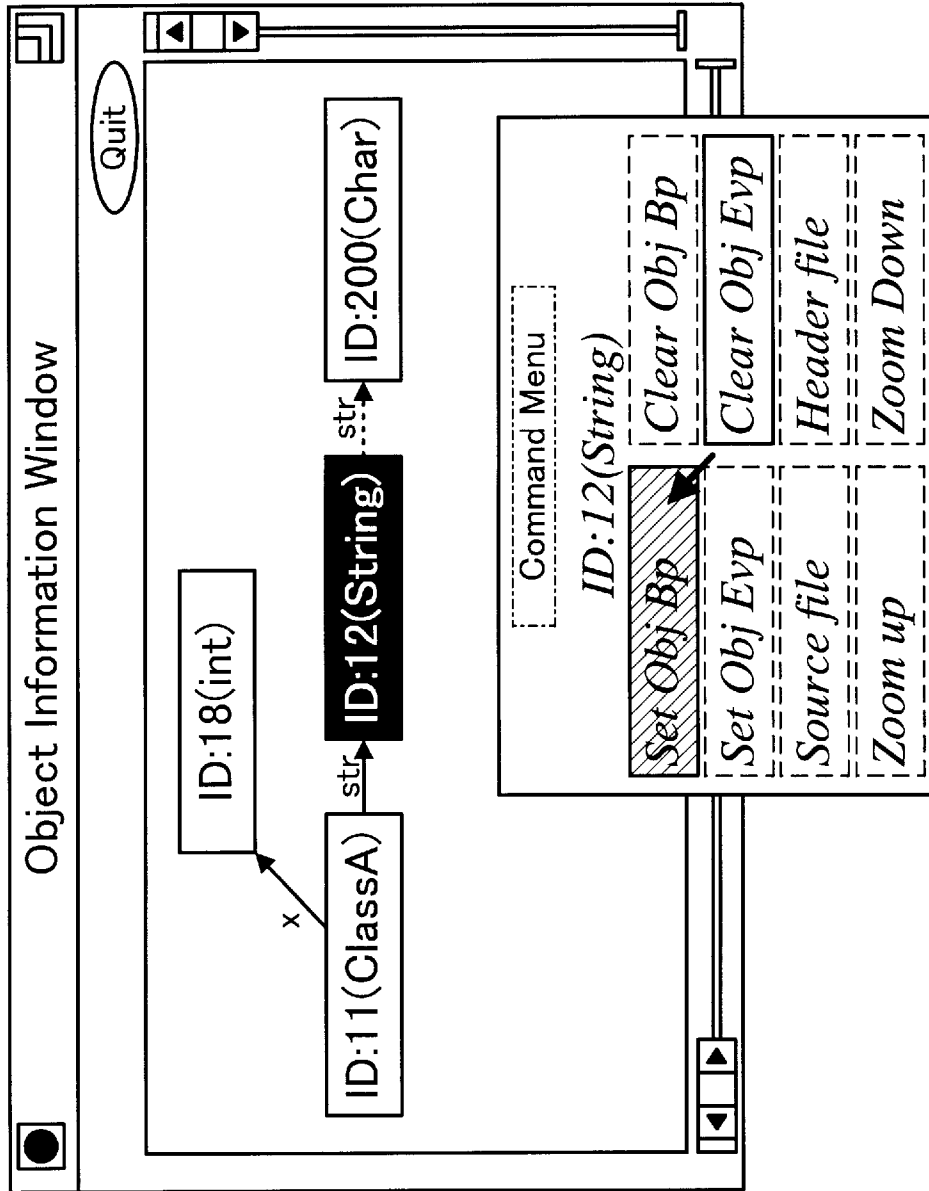 Object Information Window
Quit
ID:18(int)
x
ID:11(ClassA)
str
ID:12(String)
str
ID:200(Char)
Command Menu
ID:12(String)
Set Obj Bp
Clear Obj Bp
Set Obj Evp
Clear Obj Evp
Source file
Header file
Zoom up
Zoom Down